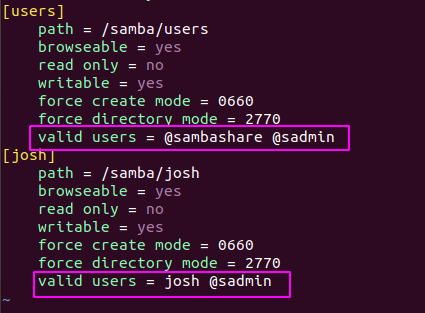 [users]
path = /samba/users
browseable = yes
read only = no
writable = yes
force create mode = 0660
force directory mode = 2770
valid users = @sambashare @sadmin
[josh]
path = /samba/josh
browseable = yes
read only = no
writable = yes
force create mode = 0660
force directory mode = 2770
valid users = josh @sadmin
~